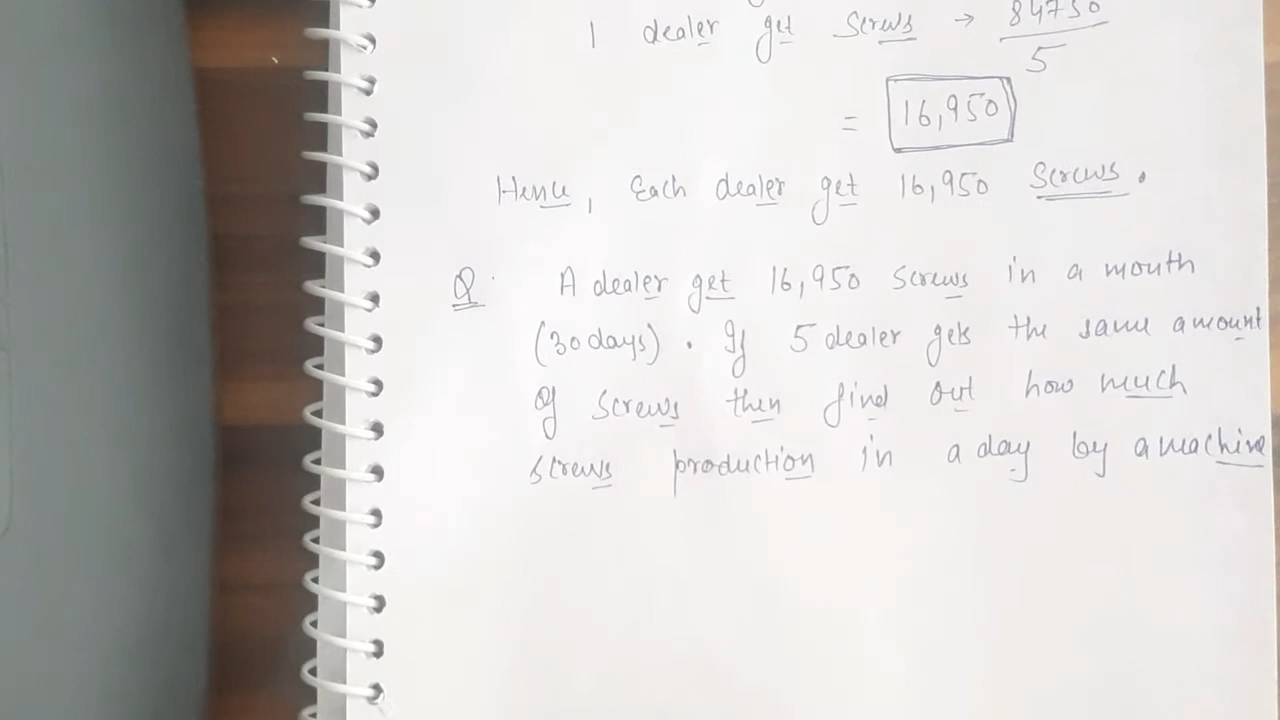 1 dealer get Screws → 84750
5
= 16,950
Hence, Each dealer get 16,950 Screws.
Q. A dealer get 16,950 Screws in a month
(30 days). If 5 dealer gets the same amount
of screws then find out how much
screws production in a day by a machine